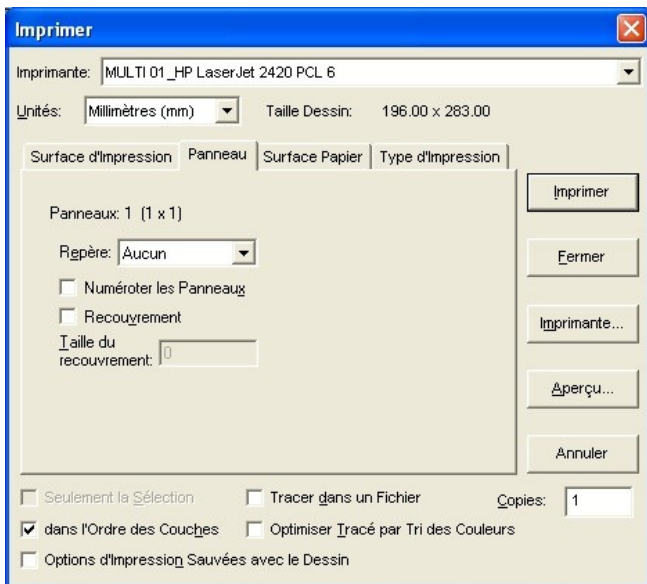 Imprimer
Imprimante: MULTI 01_HP LaserJet 2420 PCL 6
Unités: Millimètres (mm) Taille Dessin: 196.00 x 283.00
Surface d'Impression Panneau Surface Papier Type d'Impression
Panneaux: 1 (1 x 1)
Repère: Aucun
Numéroter les Panneaux
Recouvrement
Taille du
recouvrement: 0
Imprimer
Fermer
Imprimante...
Aperçu...
Annuler
Seulement la Sélection Tracer dans un Fichier Copies: 1
dans l'Ordre des Couches Optimiser Tracé par Tri des Couleurs
Options d'Impression Sauvées avec le Dessin